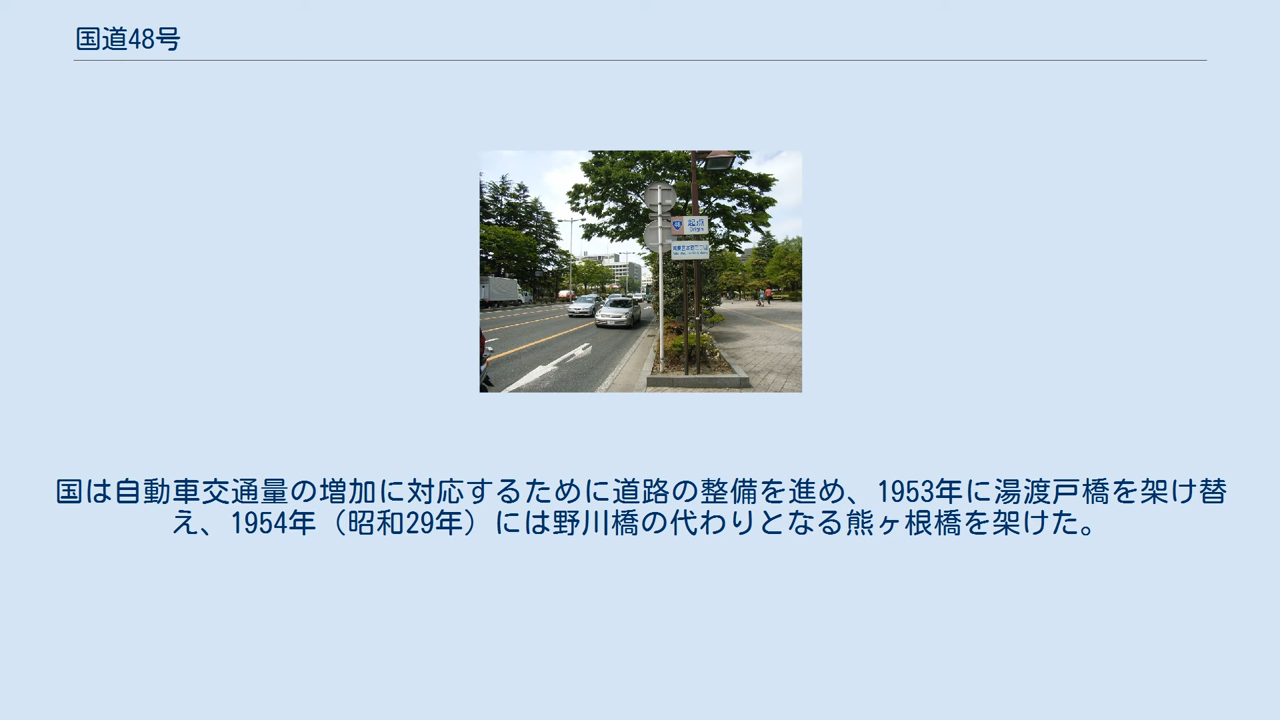 国道48号
起点
Origin
国は自動車交通量の増加に対応するために道路の整備を進め、1953年に湯渡戸橋を架け替
え、1954年（昭和29年）には野川橋の代わりとなる熊ヶ根橋を架けた。